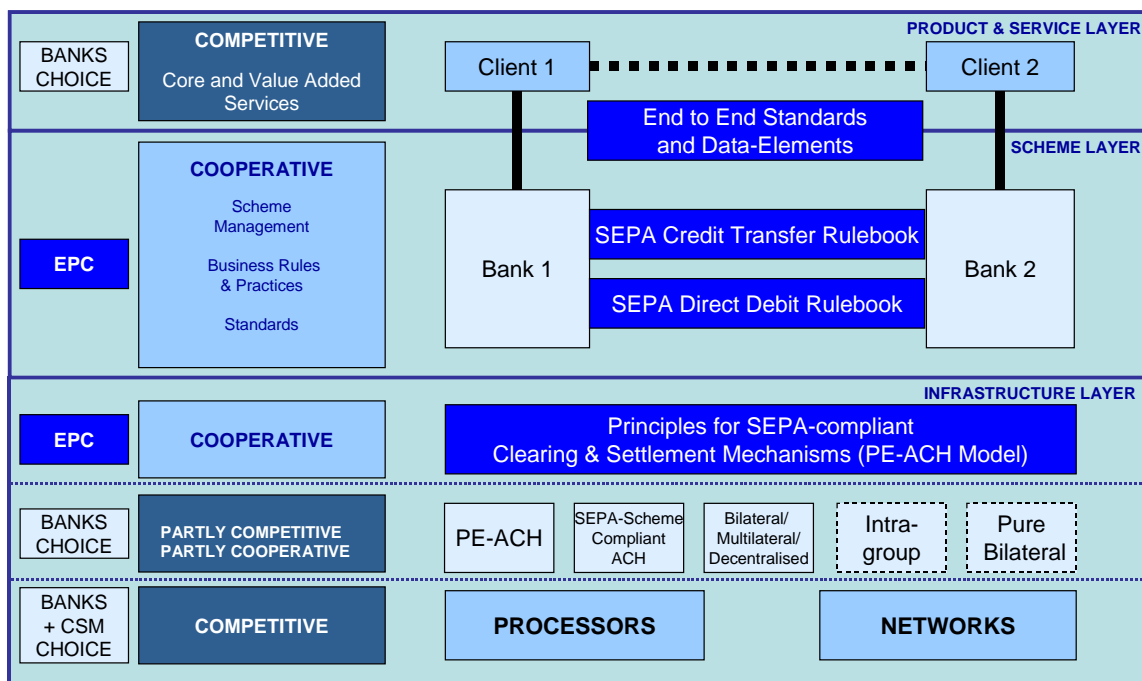 PRODUCT & SERVICE LAYER
BANKS
CHOICE
COMPETITIVE
Core and Value Added
Services
Client 1
Client 2
End to End Standards
and Data-Elements
SCHEME LAYER
EPC
COOPERATIVE
Scheme
Management
Business Rules
& Practices
Standards
Bank 1
SEPA Credit Transfer Rulebook
SEPA Direct Debit Rulebook
Bank 2
INFRASTRUCTURE LAYER
EPC
COOPERATIVE
Principles for SEPA-compliant
Clearing & Settlement Mechanisms (PE-ACH Model)
BANKS
CHOICE
PARTLY COMPETITIVE
PARTLY COOPERATIVE
PE-ACH
SEPA-Scheme
Compliant
ACH
Bilateral/
Multilateral/
Decentralised
Intra-
group
Pure
Bilateral
BANKS
+ CSM
CHOICE
COMPETITIVE
PROCESSORS
NETWORKS